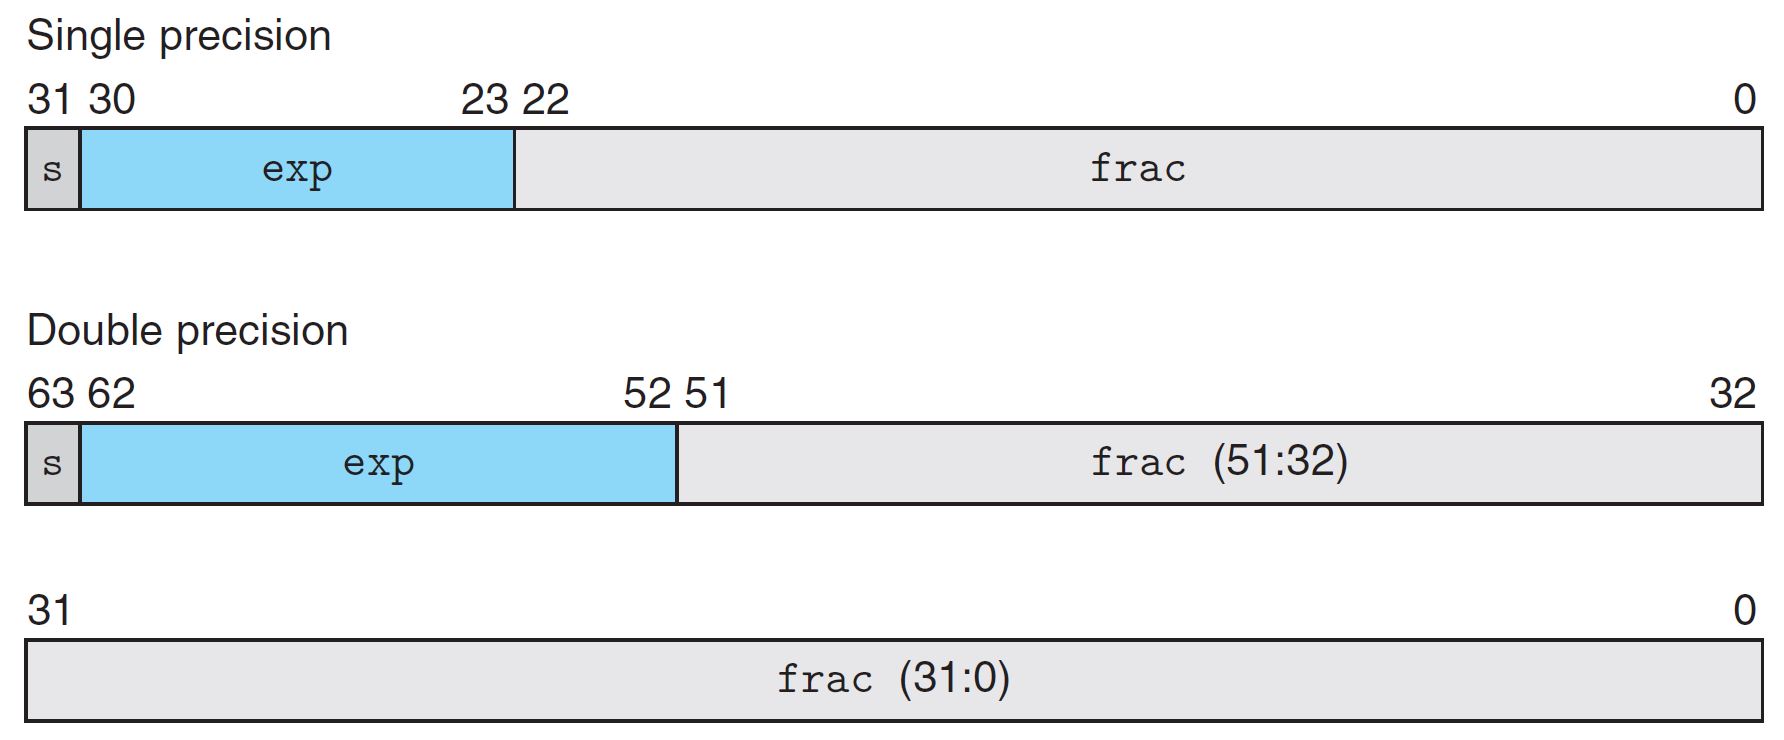 Single precision
31 30 23 22 0
s exp frac
Double precision
63 62 52 51 32
s exp frac (51:32)
31 0
frac (31:0)